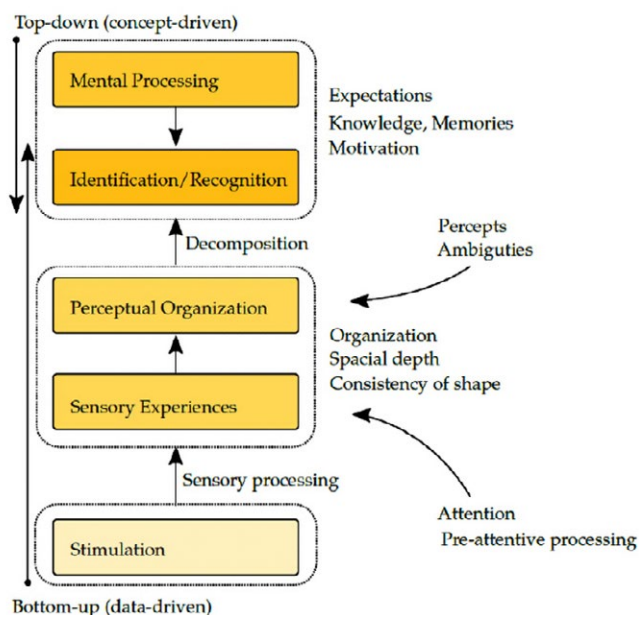 Top-down (concept-driven)
Mental Processing
Identification/Recognition
Expectations
Knowledge, Memories
Motivation
Decomposition
Percepts
Ambiguties
Perceptual Organization
Sensory Experiences
Organization
Spacial depth
Consistency of shape
Sensory processing
Attention
Pre-attentive processing
Stimulation
Bottom-up (data-driven)